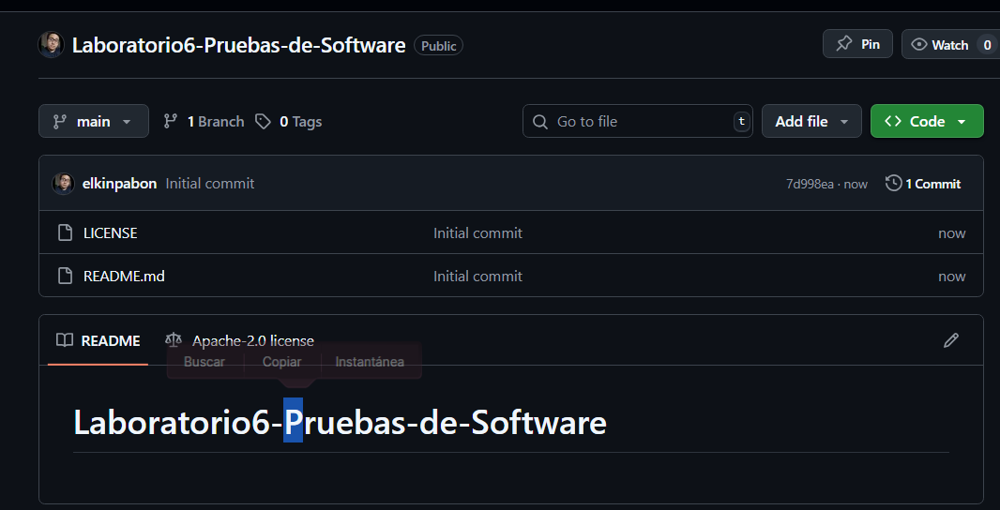 Laboratorio6-Pruebas-de-Software Public Pin Watch 0
main 1 Branch 0 Tags Go to file t Add file Code
elkinpabon Initial commit 7d998ea · now 1 Commit
LICENSE Initial commit now
README.md Initial commit now
README Apache-2.0 license
Buscar Copiar Instantánea
Laboratorio6-Pruebas-de-Software